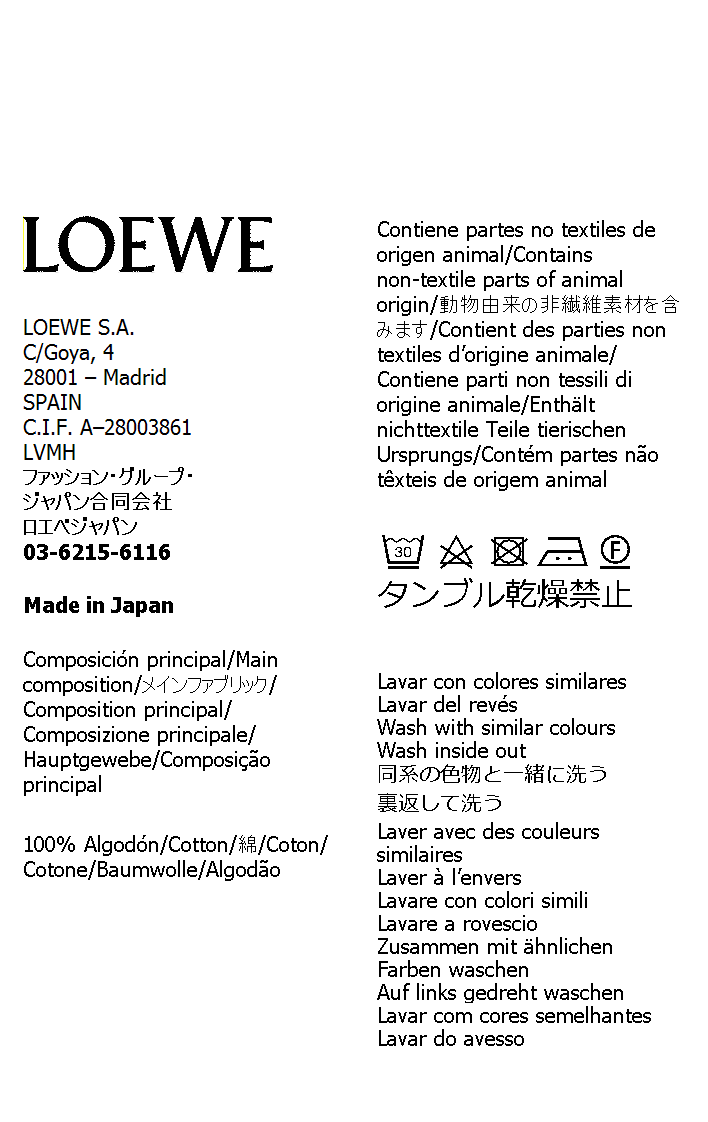 LOEWE
LOEWE S.A.
C/Goya, 4
28001 – Madrid
SPAIN
C.I.F. A–28003861
LVMH
ファッション・グループ・
ジャパン合同会社
ロエベジャパン
03-6215-6116
Made in Japan
Composición principal/Main
composition/メインファブリック/
Composition principal/
Composizione principale/
Hauptgewebe/Composição
principal
100% Algodón/Cotton/綿/Coton/
Cotone/Baumwolle/Algodão
Contiene partes no textiles de
origen animal/Contains
non-textile parts of animal
origin/動物由来の非繊維素材を含
みます/Contient des parties non
textiles d’origine animale/
Contiene parti non tessili di
origine animale/Enthält
nichttextile Teile tierischen
Ursprungs/Contém partes não
têxteis de origem animal
30 F
タンブル乾燥禁止
Lavar con colores similares
Lavar del revés
Wash with similar colours
Wash inside out
同系の色物と一緒に洗う
裏返して洗う
Laver avec des couleurs
similaires
Laver à l’envers
Lavare con colori simili
Lavare a rovescio
Zusammen mit ähnlichen
Farben waschen
Auf links gedreht waschen
Lavar com cores semelhantes
Lavar do avesso